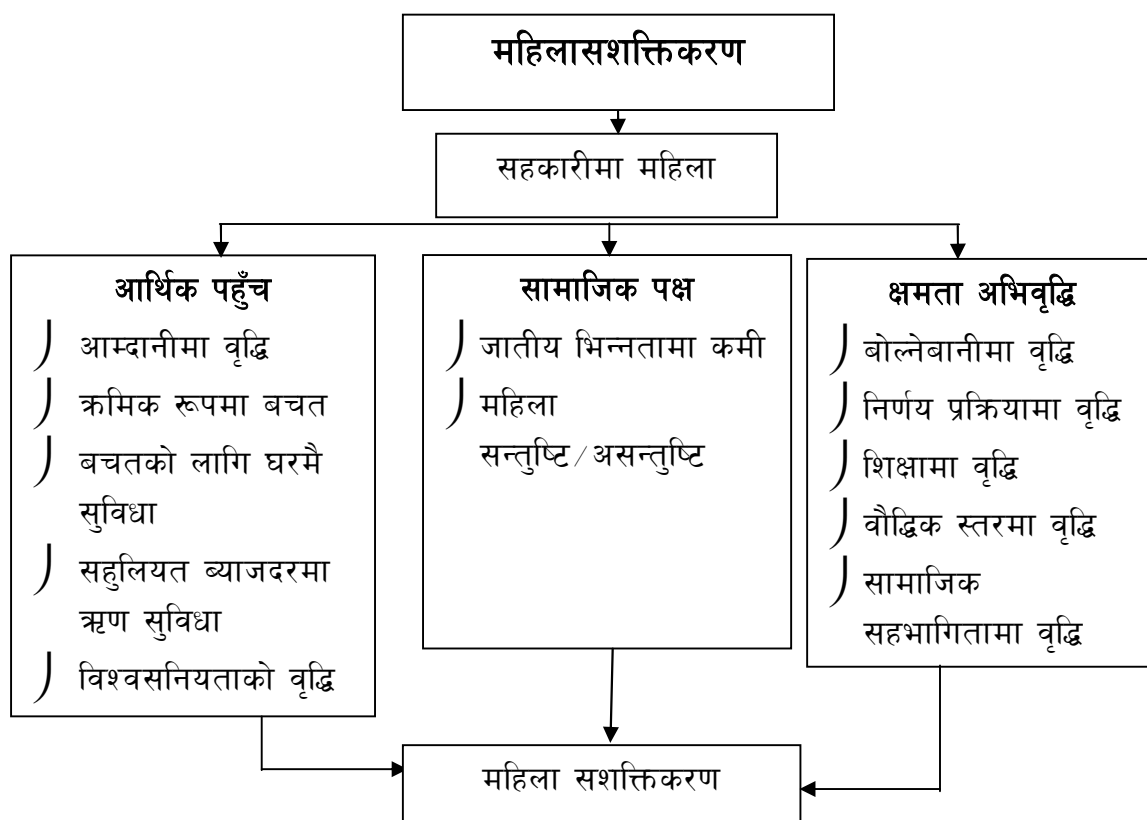 महिलासशक्तिकरण
सहकारीमा महिला
आर्थिक पहुँच
आम्दानीमा वृद्धि
क्रमिक रूपमा बचत
बचतको लागि घरमै
सुविधा
सहुलियत ब्याजदरमा
ऋण सुविधा
विश्वसनियताको वृद्धि
सामाजिक पक्ष
जातीय भिन्नतामा कमी
महिला
सन्तुष्टि/असन्तुष्टि
क्षमता अभिवृद्धि
बोल्नेबानीमा वृद्धि
निर्णय प्रक्रियामा वृद्धि
शिक्षामा वृद्धि
वौद्धिक स्तरमा वृद्धि
सामाजिक
सहभागितामा वृद्धि
महिला सशक्तिकरण